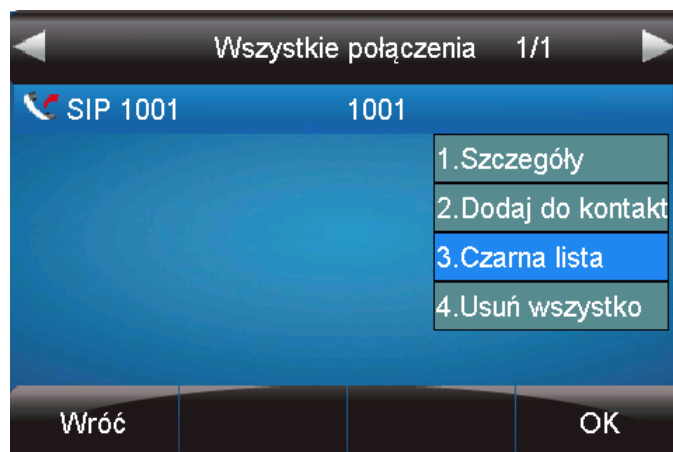 Wszystkie połączenia 1/1
SIP 1001 1001
1.Szczegóły
2.Dodaj do kontakt
3.Czarna lista
4.Usuń wszystko
Wróć OK